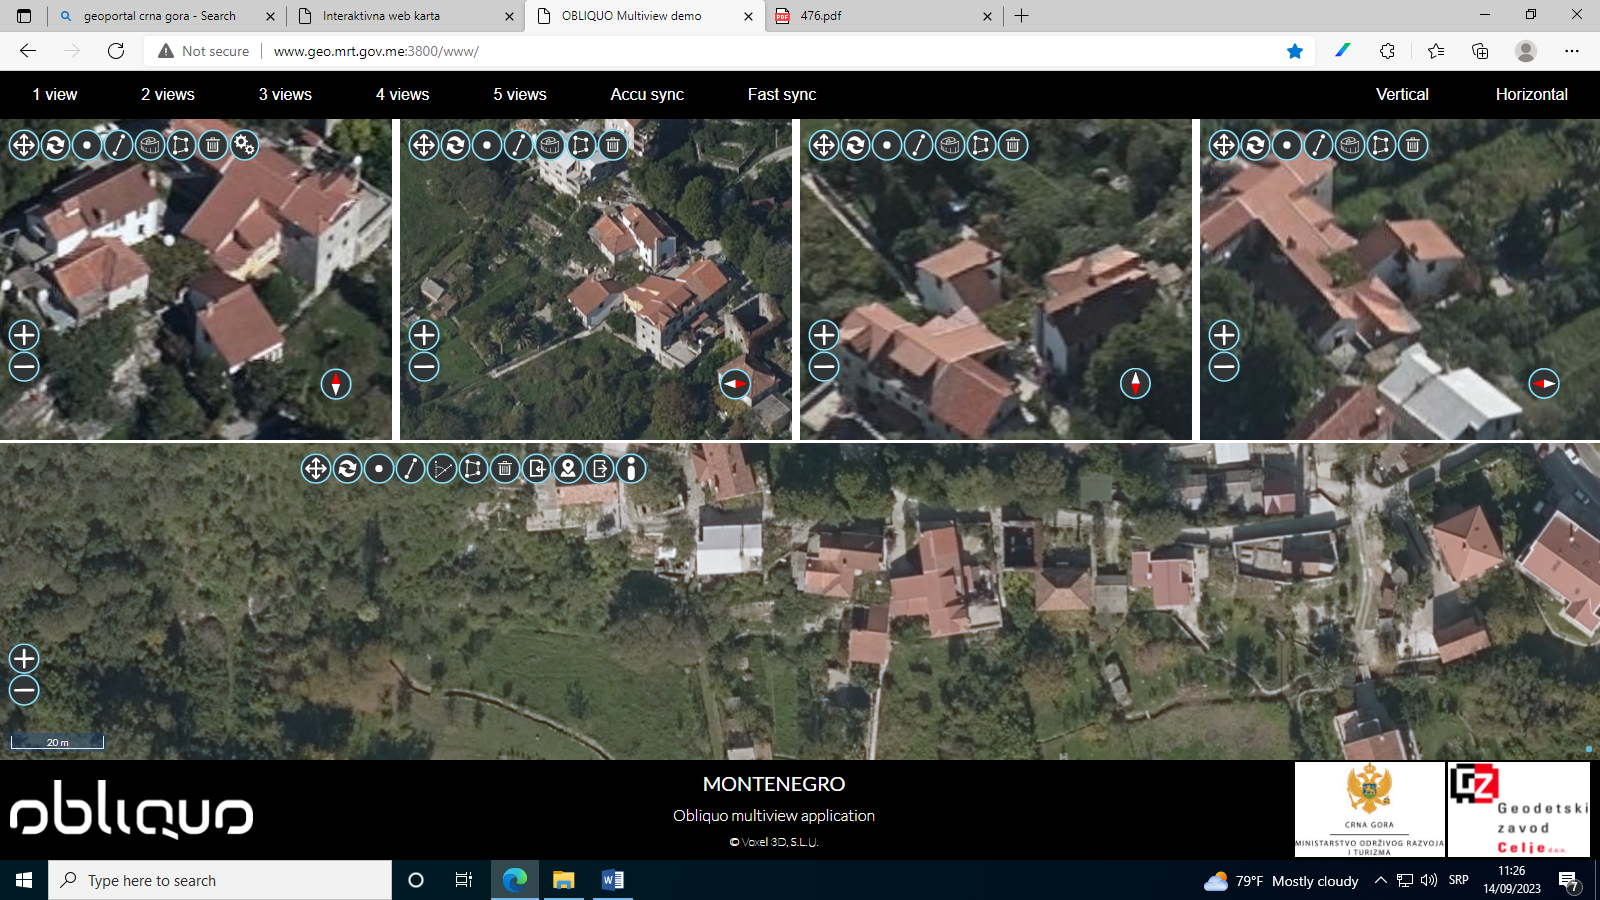 geoportal crna gora - Search
Interaktivna web karta
OBLIQUO Multiview demo
PDF
476.pdf
Not secure
www.geo.mrt.gov.me:3800/www/
1 view
2 views
3 views
4 views
5 views
Accu sync
Fast sync
Vertical
Horizontal
20 m
obliquo
MONTENEGRO
Obliquo multiview application
© Voxel 3D, S.L.U.
CRNA GORA
MINISTARSTVO ODRŽIVOG RAZVOJA
I TURIZMA
GZ
Geodetski
zavod
Celje d.o.o.
Type here to search
W
79°F Mostly cloudy
SRP
11:26
14/09/2023
7